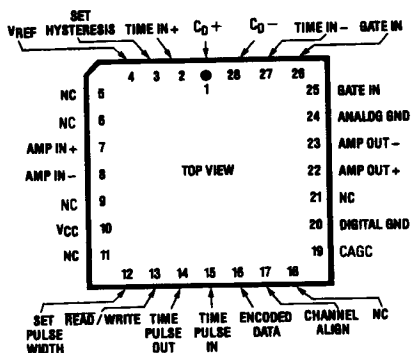 SET
VREF HYSTERESIS TIME IN+ CD+ CD− TIME IN− GATE IN
4 3 2 1 28 27 26
NC 5 25 GATE IN
NC 6 24 ANALOG GND
AMP IN+ 7 23 AMP OUT−
AMP IN− 8 TOP VIEW 22 AMP OUT+
NC 9 21 NC
VCC 10 20 DIGITAL GND
NC 11 19 CAGC
12 13 14 15 16 17 18
SET PULSE WIDTH READ/WRITE TIME PULSE OUT TIME PULSE IN ENCODED DATA CHANNEL ALIGN NC